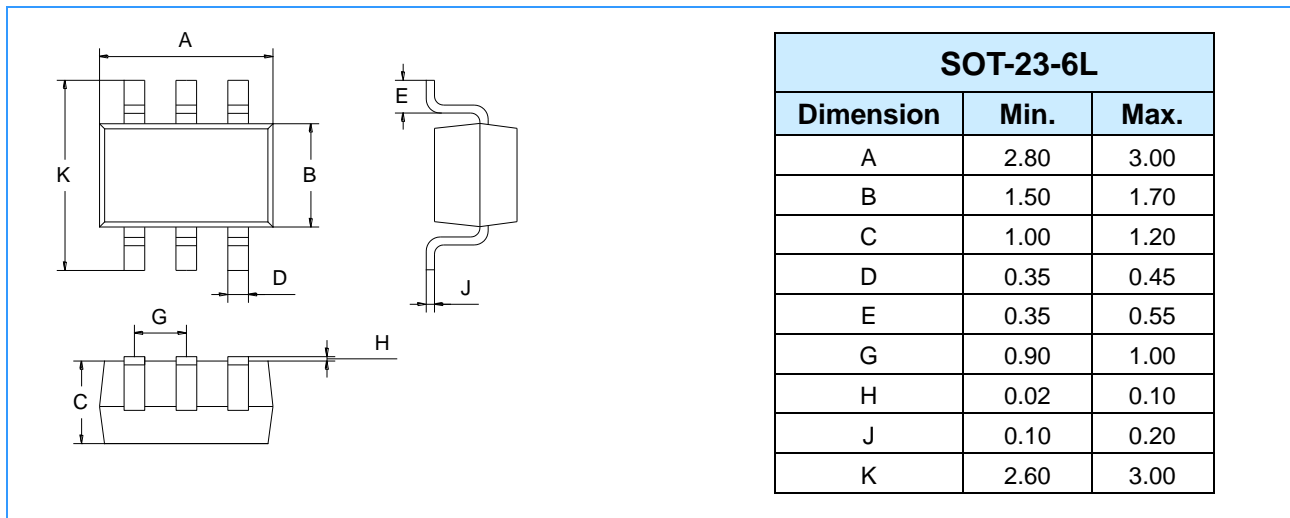 A
K
B
D
E
J
G
H
C
SOT-23-6L
Dimension Min. Max.
A 2.80 3.00
B 1.50 1.70
C 1.00 1.20
D 0.35 0.45
E 0.35 0.55
G 0.90 1.00
H 0.02 0.10
J 0.10 0.20
K 2.60 3.00